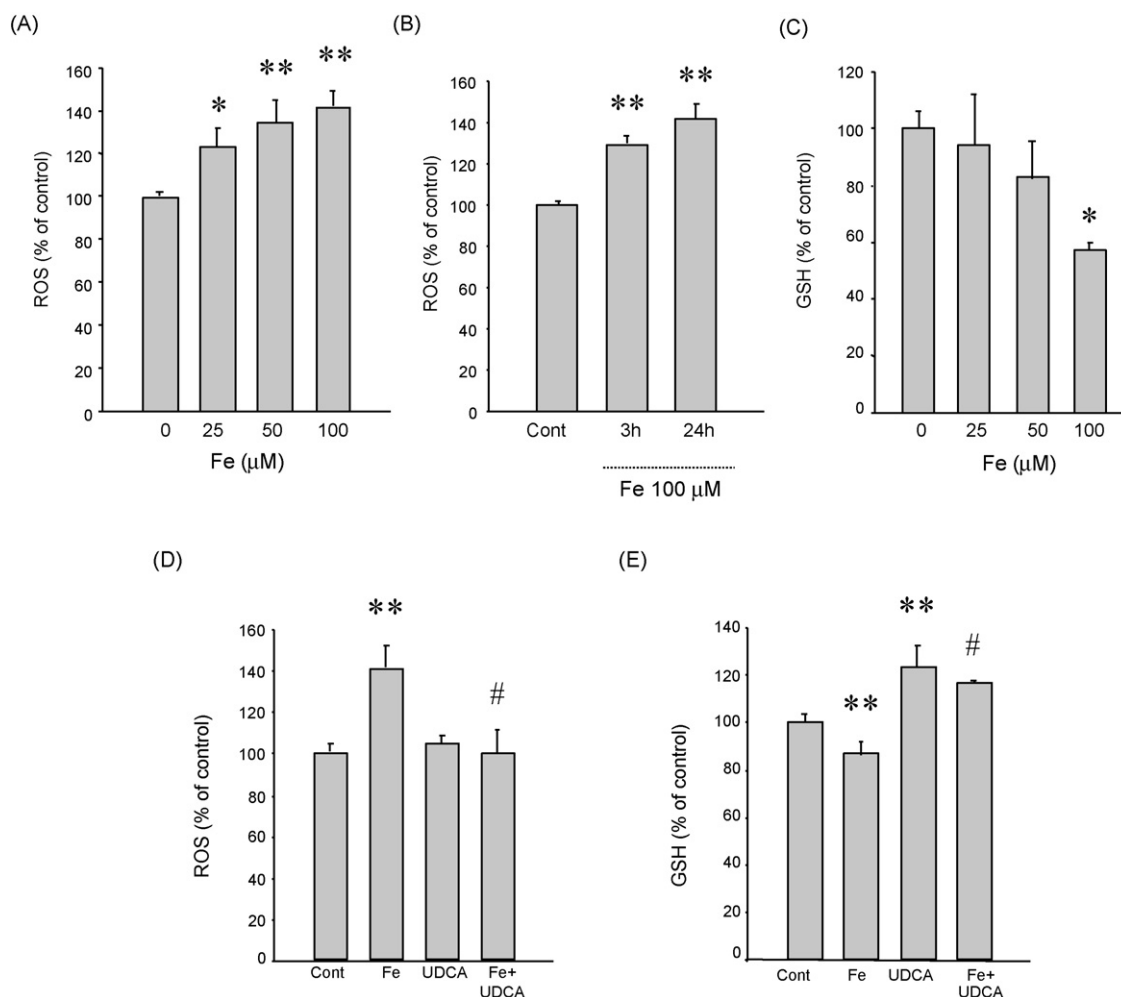 (A)
ROS (% of control)
160
140
120
100
80
60
40
20
0
*
**
**
0 25 50 100
Fe (μM)
(B)
ROS (% of control)
160
140
120
100
80
60
40
20
0
**
**
Cont 3h 24h
Fe 100 μM
(C)
GSH (% of control)
120
100
80
60
40
20
0
*
0 25 50 100
Fe (μM)
(D)
ROS (% of control)
160
140
120
100
80
60
40
20
0
**
#
Cont Fe UDCA Fe+
UDCA
(E)
GSH (% of control)
140
120
100
80
60
40
20
0
**
**
#
Cont Fe UDCA Fe+
UDCA